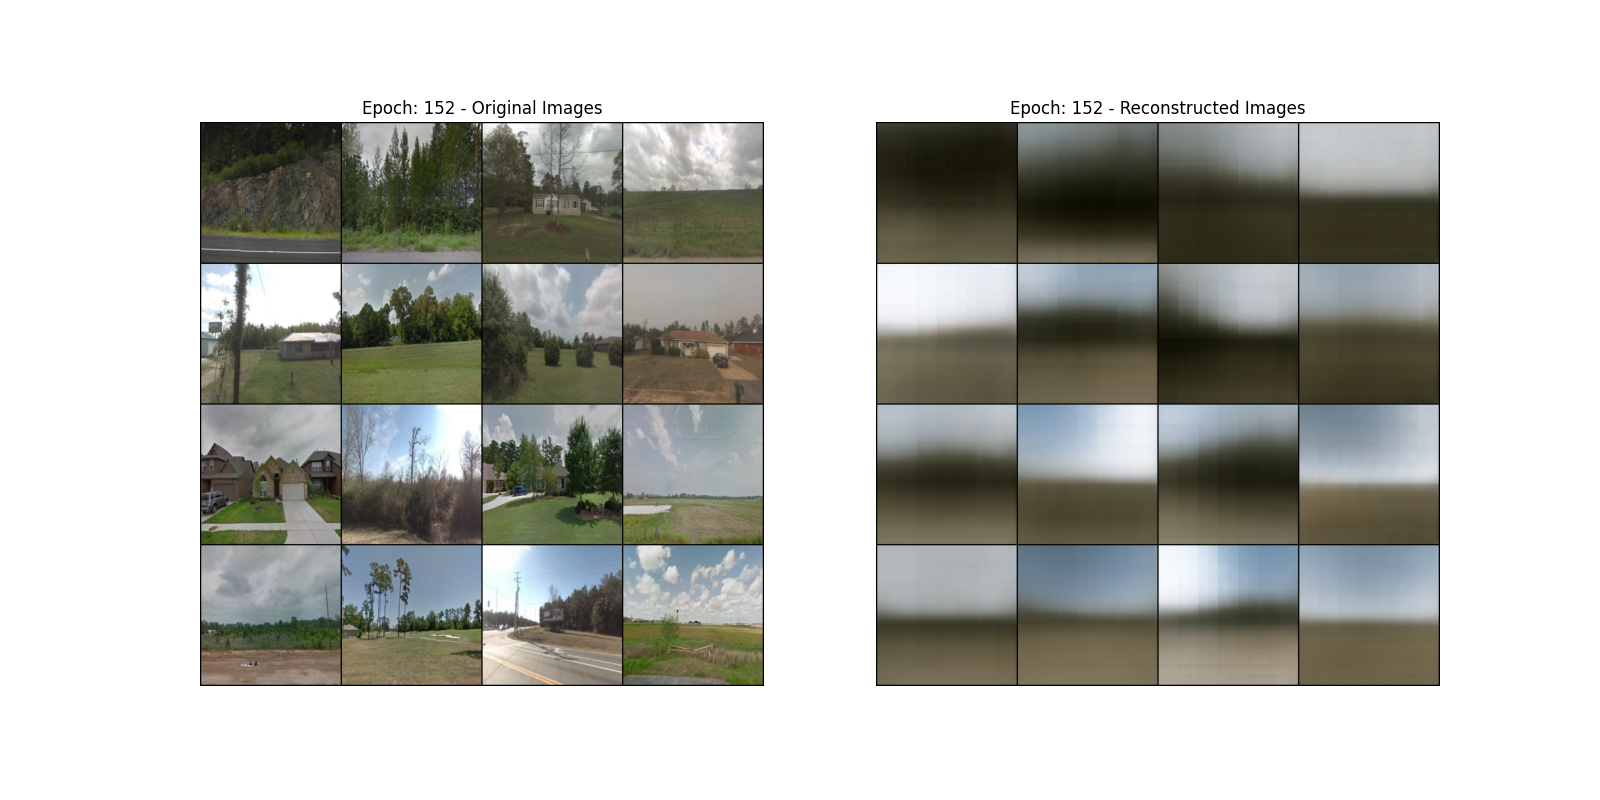 Epoch: 152 - Original Images
Epoch: 152 - Reconstructed Images